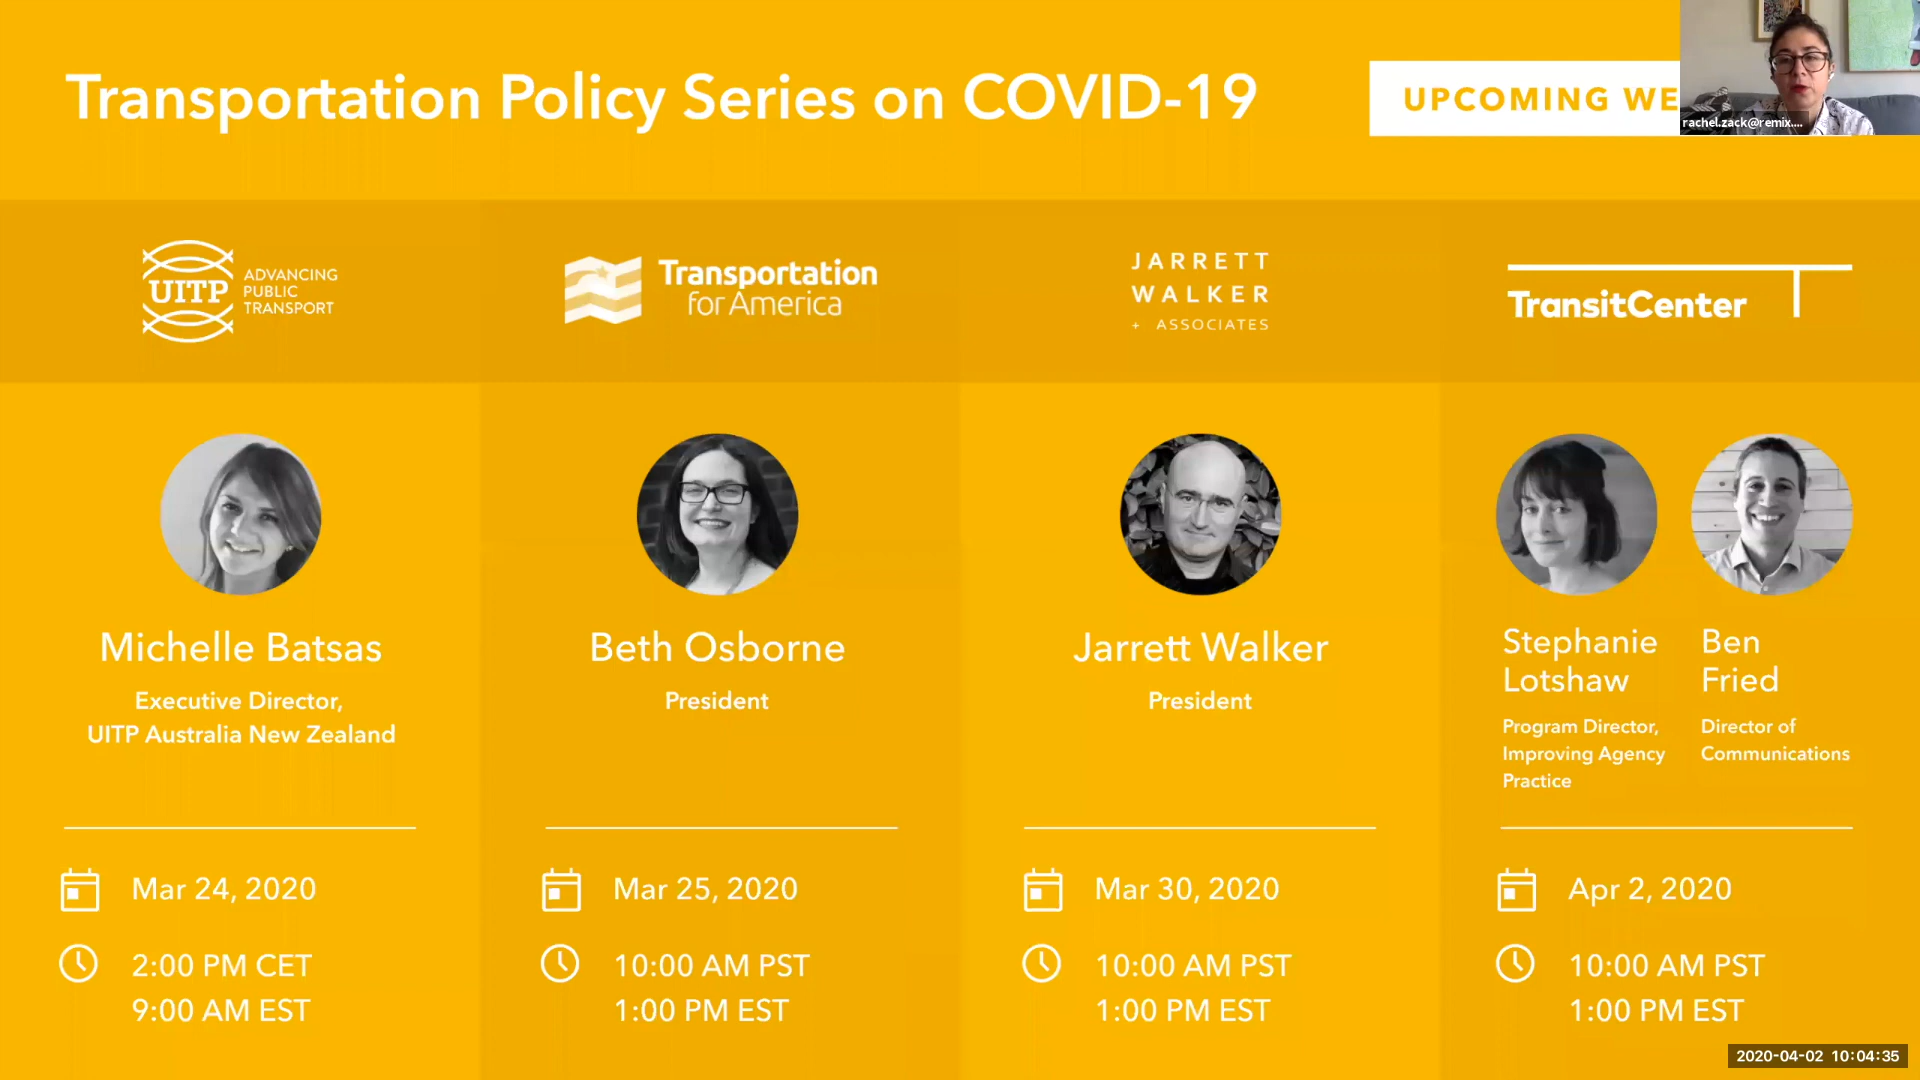 Transportation Policy Series on COVID-19
UPCOMING WE
rachel.zack@remix....
UITP
ADVANCING
PUBLIC
TRANSPORT
Transportation
for America
JARRETT
WALKER
+ ASSOCIATES
TransitCenter
Michelle Batsas
Executive Director,
UITP Australia New Zealand
Mar 24, 2020
2:00 PM CET
9:00 AM EST
Beth Osborne
President
Mar 25, 2020
10:00 AM PST
1:00 PM EST
Jarrett Walker
President
Mar 30, 2020
10:00 AM PST
1:00 PM EST
Stephanie
Lotshaw
Program Director,
Improving Agency
Practice
Ben
Fried
Director of
Communications
Apr 2, 2020
10:00 AM PST
1:00 PM EST
2020-04-02 10:04:35